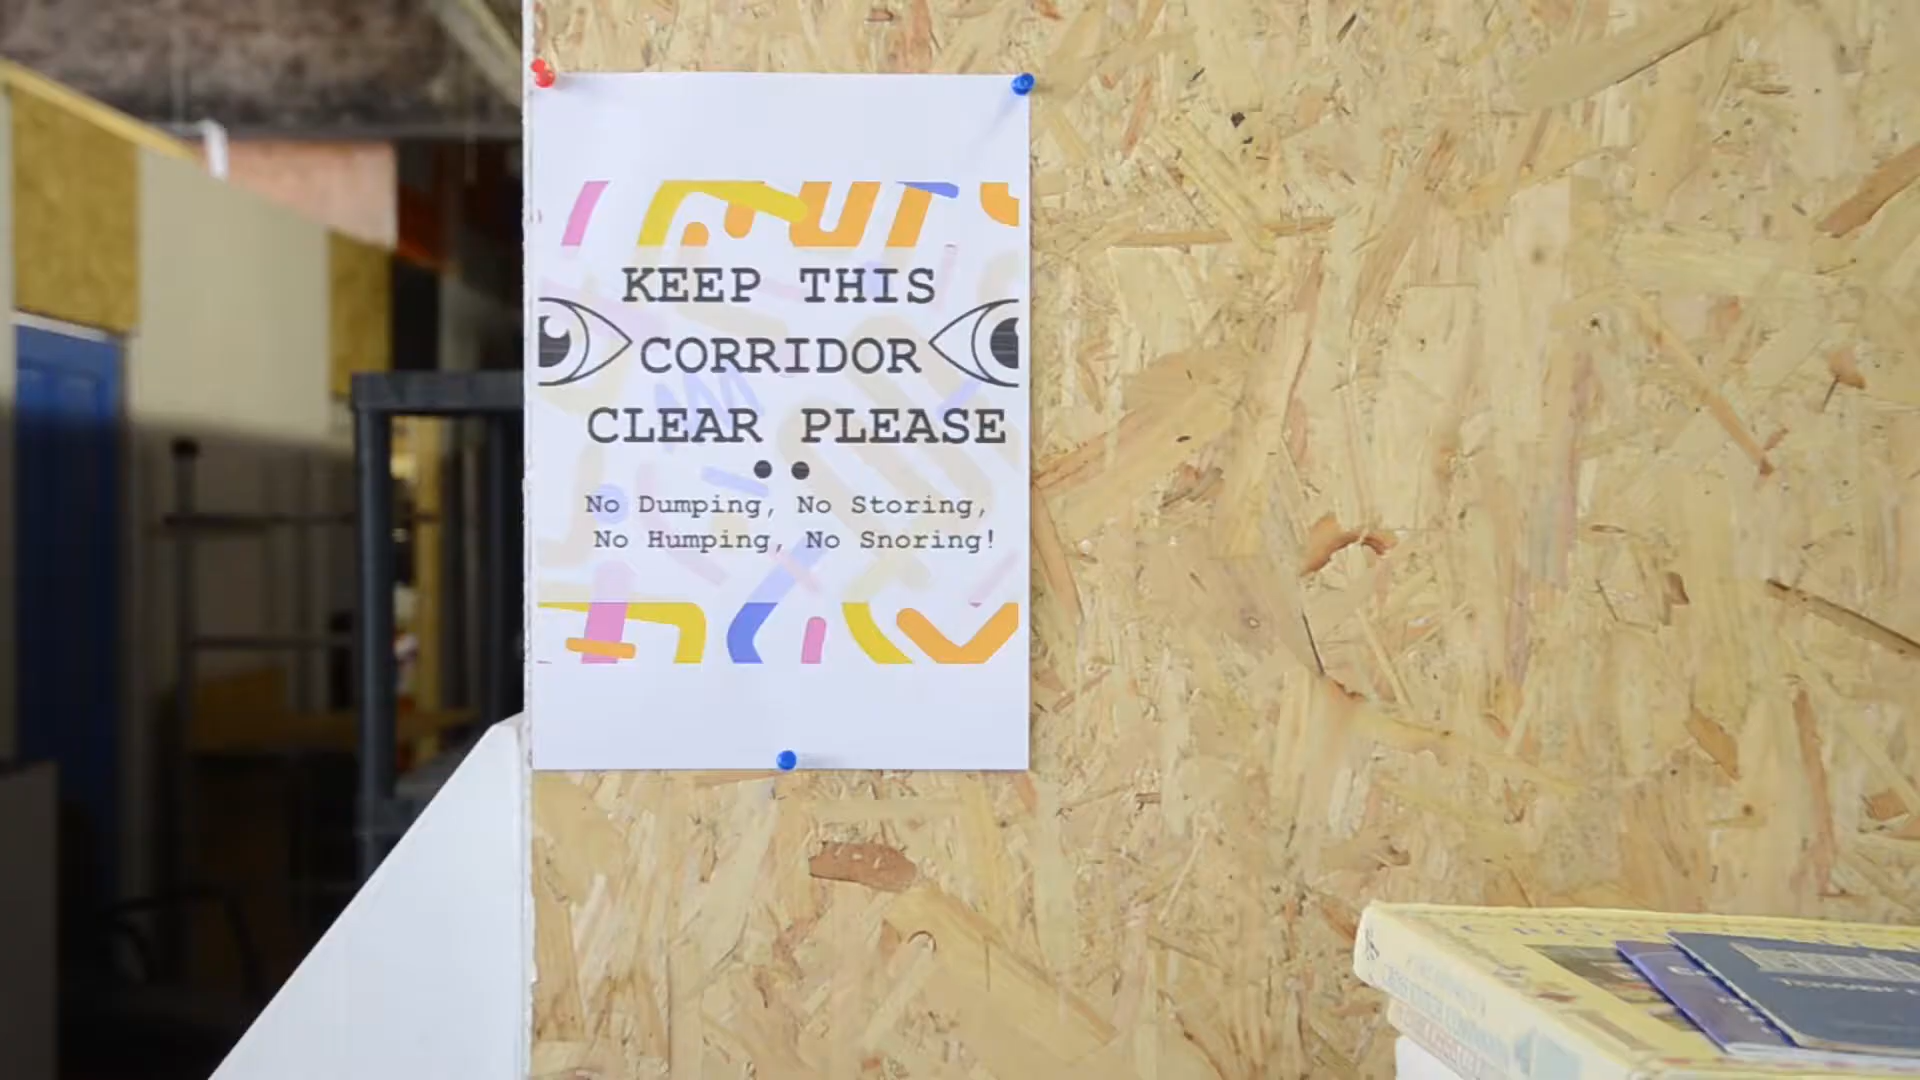 KEEP THIS
CORRIDOR
CLEAR PLEASE
No Dumping, No Storing,
No Humping, No Snoring!